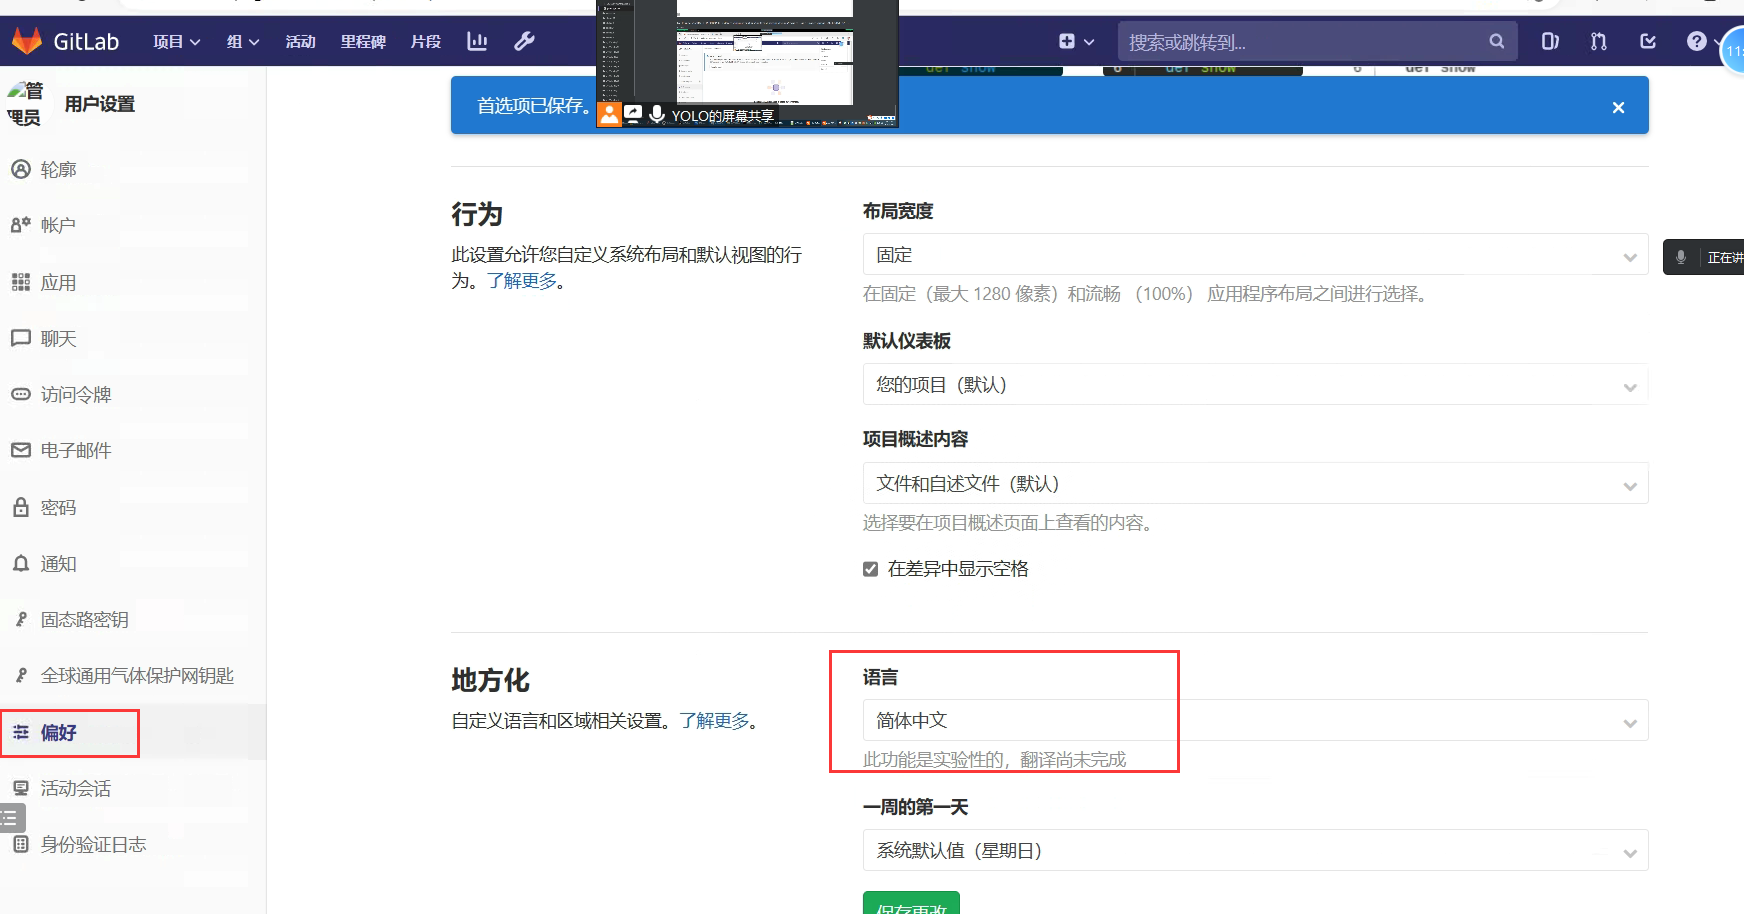 GitLab 项目 组 活动 里程碑 片段 搜索或跳转到...
管理员 用户设置
首选项已保存。
YOLO的屏幕共享
轮廓
帐户
应用
聊天
访问令牌
电子邮件
密码
通知
固态路密钥
全球通用气体保护网钥匙
偏好
活动会话
身份验证日志
行为
此设置允许您自定义系统布局和默认视图的行
为。了解更多。
布局宽度
固定
在固定（最大 1280 像素）和流畅 （100%） 应用程序布局之间进行选择。
默认仪表板
您的项目（默认）
项目概述内容
文件和自述文件（默认）
选择要在项目概述页面上查看的内容。
在差异中显示空格
正在讲
地方化
自定义语言和区域相关设置。了解更多。
语言
简体中文
此功能是实验性的，翻译尚未完成
一周的第一天
系统默认值（星期日）
保存更改